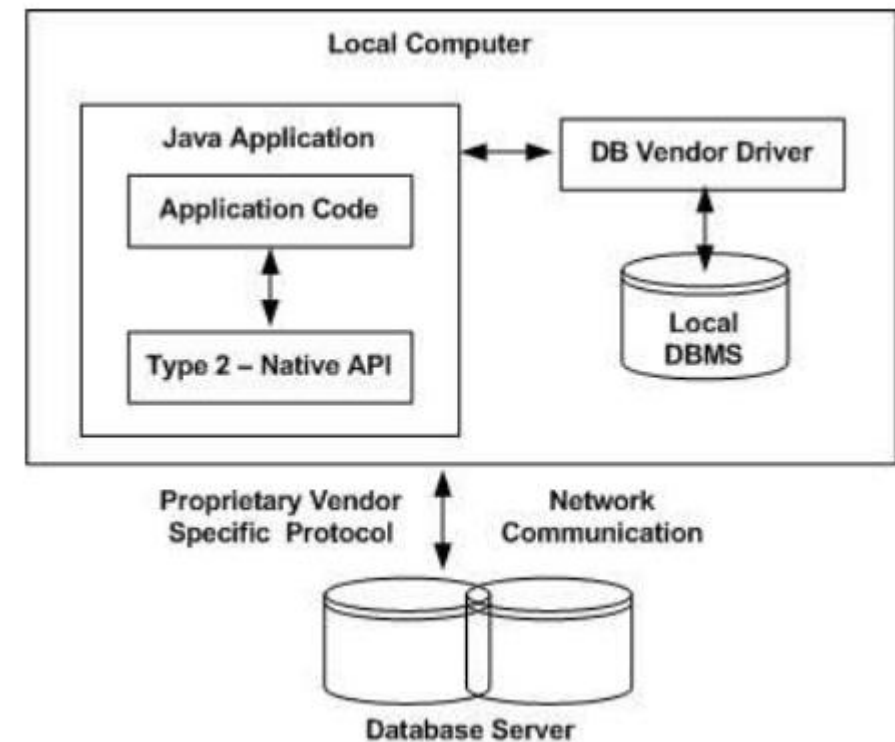 Local Computer
Java Application
DB Vendor Driver
Application Code
Local
DBMS
Type 2 – Native API
Proprietary Vendor
Specific Protocol
Network
Communication
Database Server